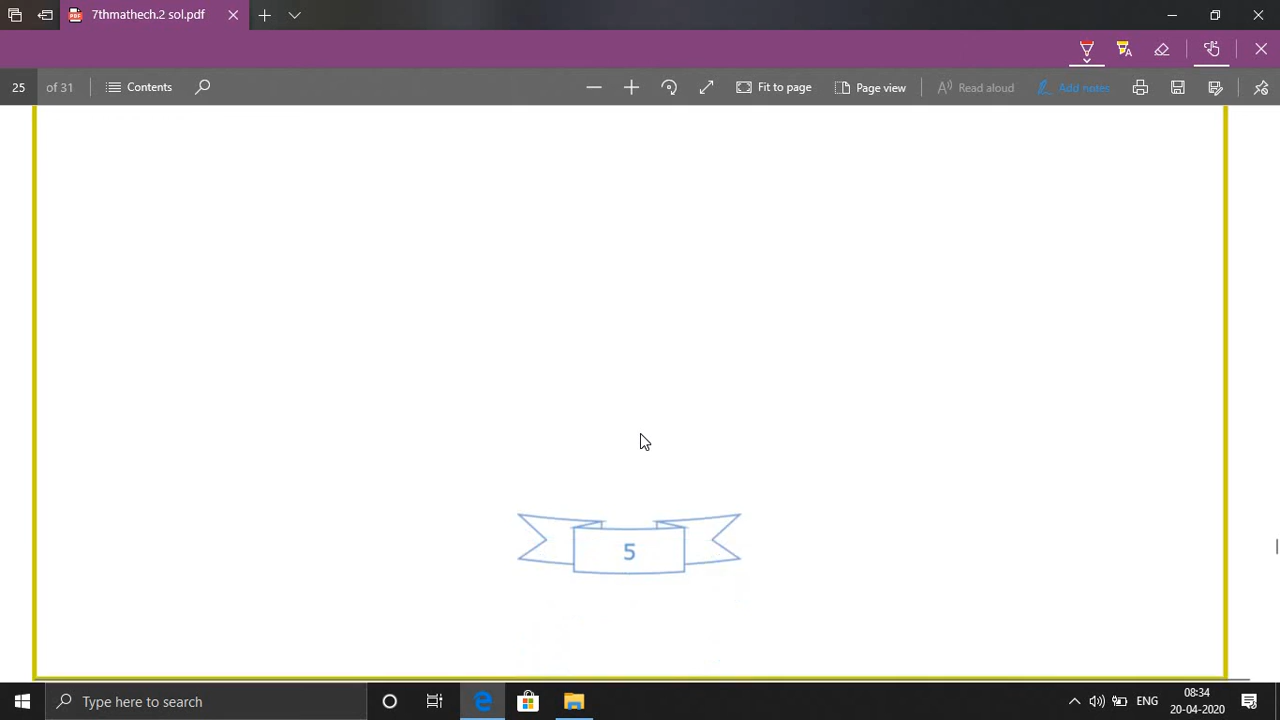 7thmathech.2 sol.pdf
25 of 31 Contents Fit to page Page view Read aloud Add notes
5
Type here to search
ENG
08:34
20-04-2020